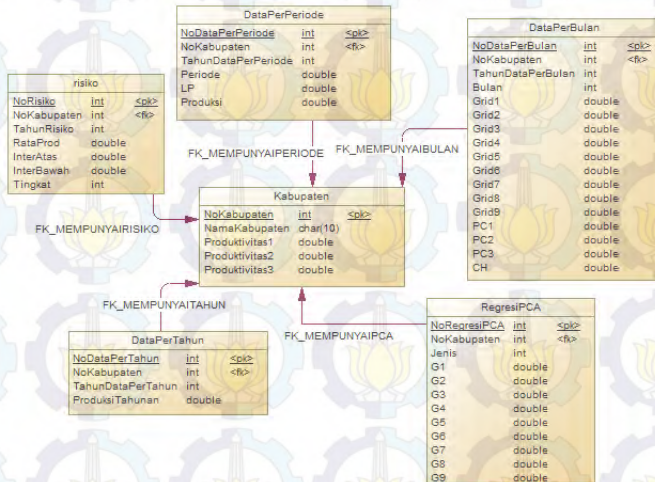 DataPerPeriode
NoDataPerPeriode int <pk>
NoKabupaten int <fk>
TahunDataPerPeriode int
Periode double
LP double
Produksi double
DataPerBulan
NoDataPerBulan int <pk>
NoKabupaten int <fk>
TahunDataPerBulan int
Bulan int
Grid1 double
Grid2 double
Grid3 double
Grid4 double
Grid5 double
Grid6 double
Grid7 double
Grid8 double
Grid9 double
PC1 double
PC2 double
PC3 double
CH double
risiko
NoRisiko int <pk>
NoKabupaten int <fk>
TahunRisiko int
RataProd double
InterAtas double
InterBawah double
Tingkat int
FK_MEMPUNYAIPERIODE
FK_MEMPUNYAIBULAN
Kabupaten
NoKabupaten int <pk>
NamaKabupaten char(10)
Produktivitas1 double
Produktivitas2 double
Produktivitas3 double
FK_MEMPUNYAIRISIKO
FK_MEMPUNYAITAHUN
FK_MEMPUNYAIPCA
DataPerTahun
NoDataPerTahun int <pk>
NoKabupaten int <fk>
TahunDataPerTahun int
ProduksiTahunan double
RegresiPCA
NoRegresiPCA int <pk>
NoKabupaten int <fk>
Jenis int
G1 double
G2 double
G3 double
G4 double
G5 double
G6 double
G7 double
G8 double
G9 double